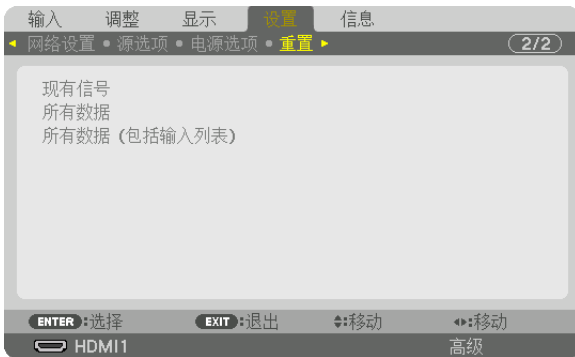 输入 调整 显示 设置 信息
网络设置 • 源选项 • 电源选项 • 重置 2/2
现有信号
所有数据
所有数据 (包括输入列表)
ENTER :选择 EXIT :退出 :移动 :移动
HDMI1 高级